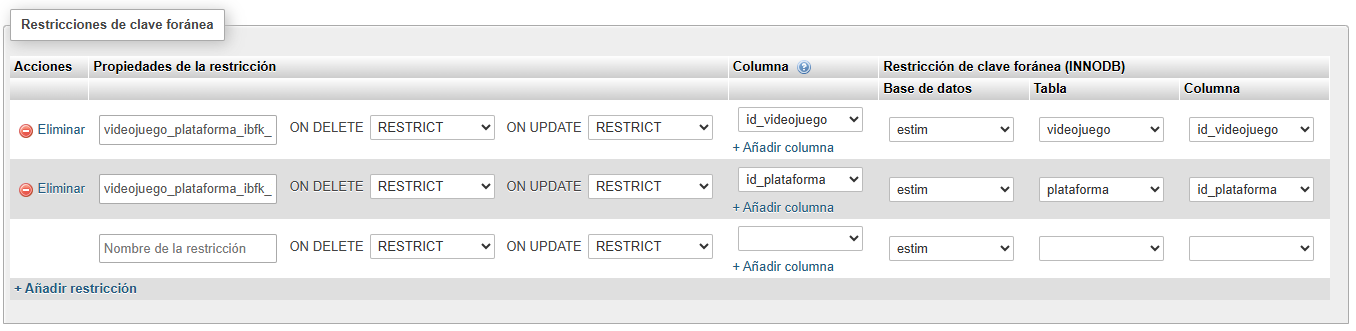 Restricciones de clave foránea
Acciones Propiedades de la restricción Columna Restricción de clave foránea (INNODB)
Base de datos Tabla Columna
Eliminar videojuego_plataforma_ibfk_ ON DELETE RESTRICT ON UPDATE RESTRICT id_videojuego estim videojuego id_videojuego
+ Añadir columna
Eliminar videojuego_plataforma_ibfk_ ON DELETE RESTRICT ON UPDATE RESTRICT id_plataforma estim plataforma id_plataforma
+ Añadir columna
Nombre de la restricción ON DELETE RESTRICT ON UPDATE RESTRICT estim
+ Añadir columna
+ Añadir restricción